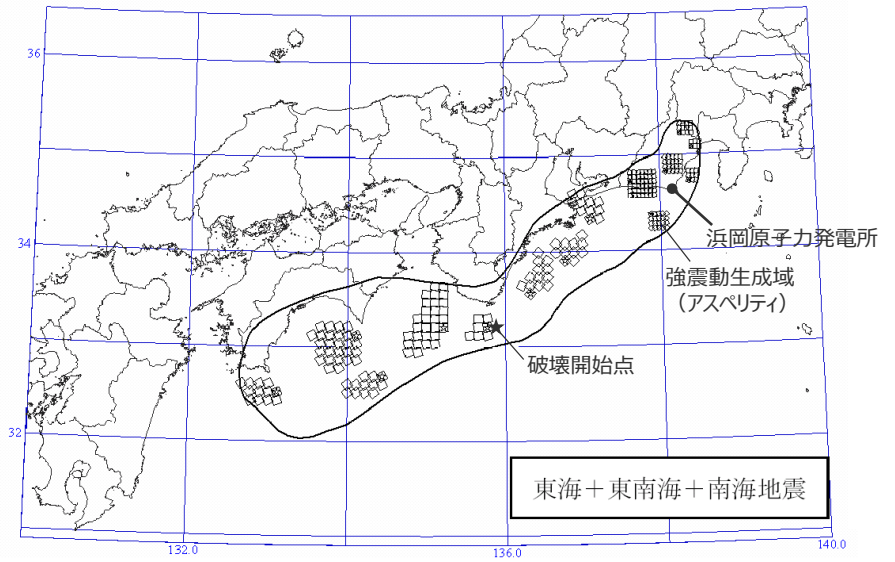 36
34
32
浜岡原子力発電所
強震動生成域
(アスペリティ)
破壊開始点
東海+東南海+南海地震
132.0
136.0
140.0